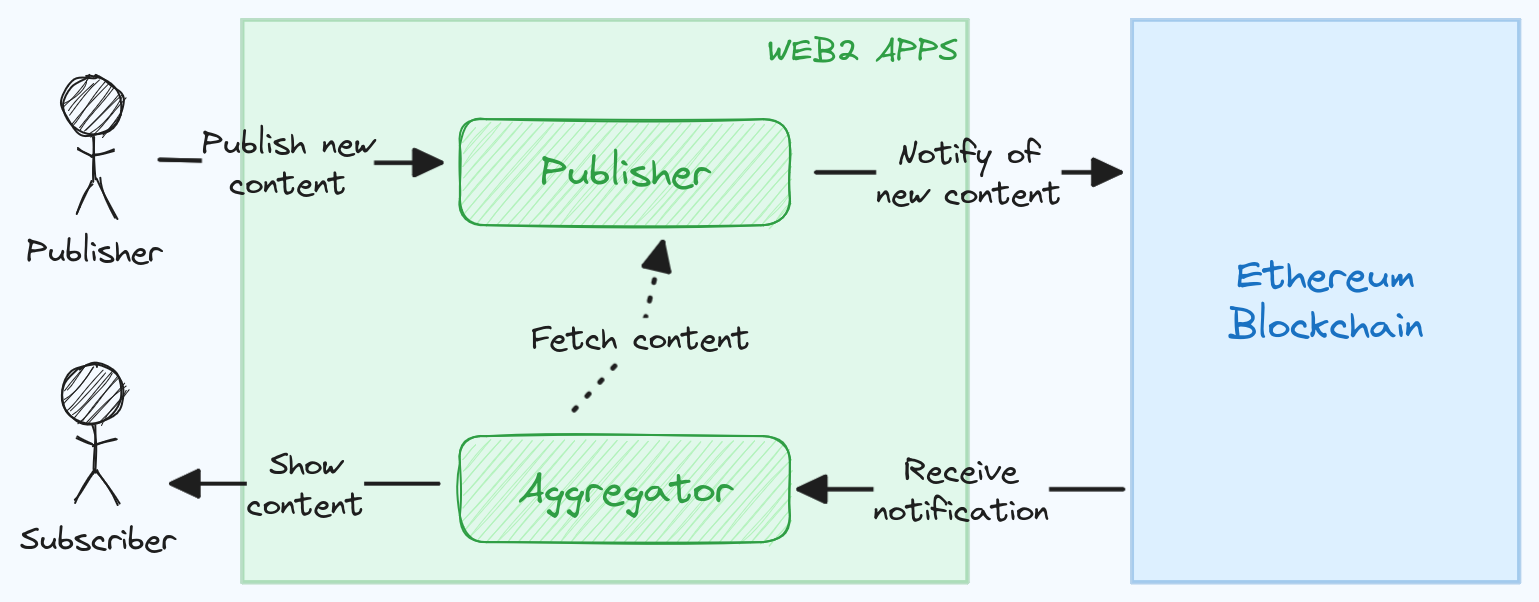 WEB2 APPS
Publish new
content
Publisher
Notify of
new content
Publisher
Ethereum
Blockchain
Fetch content
Show
content
Aggregator
Receive
notification
Subscriber